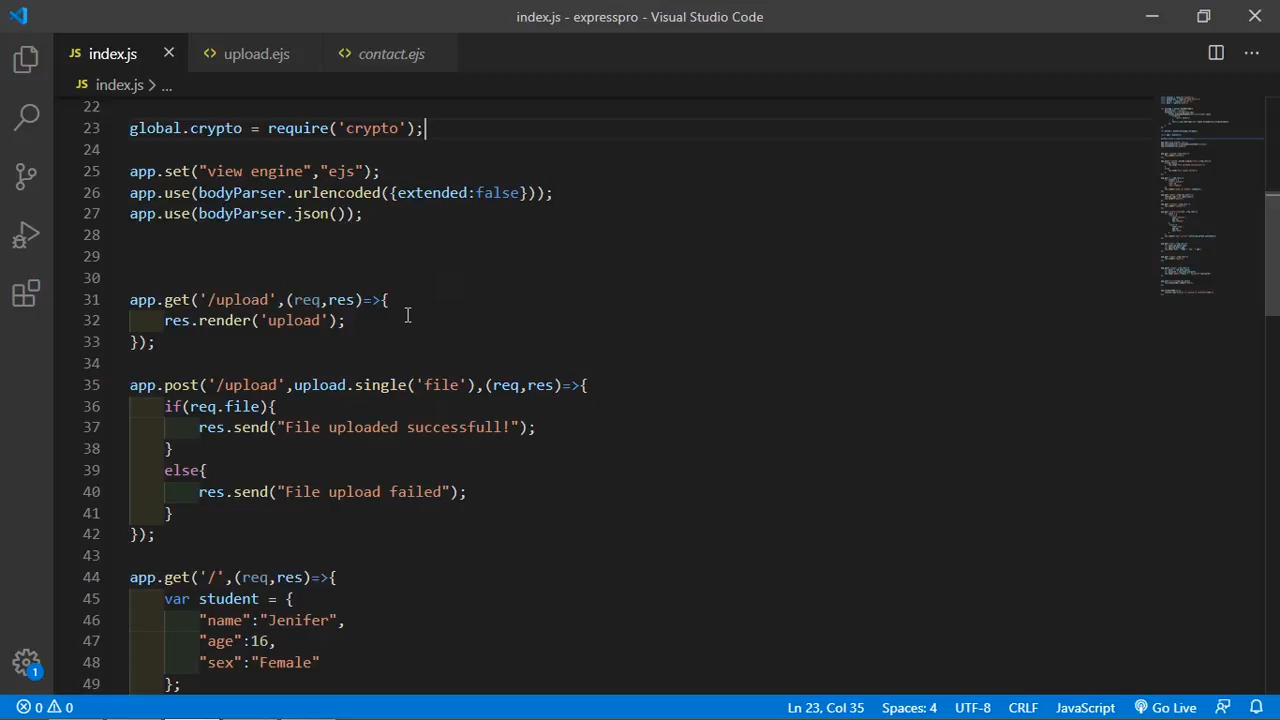 index.js - expresspro - Visual Studio Code
JS index.js
<> upload.ejs
<> contact.ejs
JS index.js > ...
22
23 global.crypto = require('crypto');
24
25 app.set("view engine","ejs");
26 app.use(bodyParser.urlencoded({extended:false}));
27 app.use(bodyParser.json());
28
29
30
31 app.get('/upload',(req,res)=>{
32 res.render('upload');
33 });
34
35 app.post('/upload',upload.single('file'),(req,res)=>{
36 if(req.file){
37 res.send("File uploaded successfull!");
38 }
39 else{
40 res.send("File upload failed");
41 }
42 });
43
44 app.get('/',(req,res)=>{
45 var student = {
46 "name":"Jenifer",
47 "age":16,
48 "sex":"Female"
49 };
1
0 0 Ln 23, Col 35 Spaces: 4 UTF-8 CRLF JavaScript Go Live